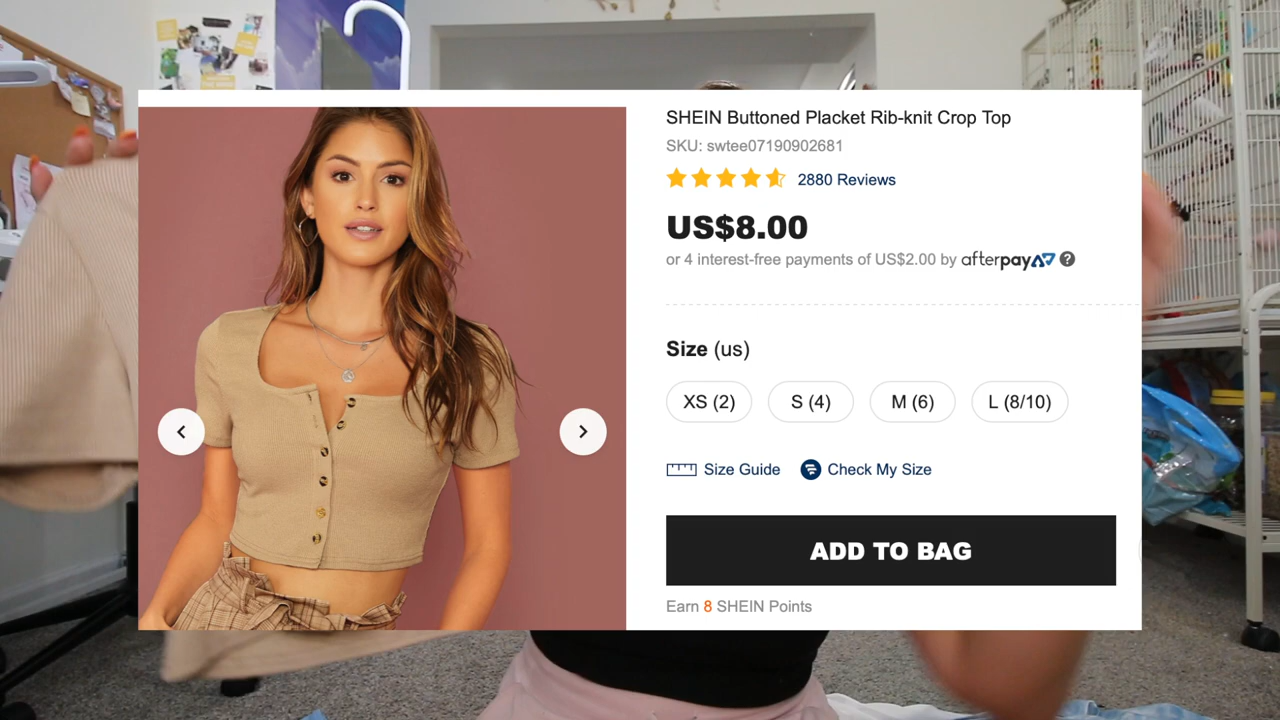 SHEIN Buttoned Placket Rib-knit Crop Top
SKU: swtee07190902681
2880 Reviews
US$8.00
or 4 interest-free payments of US$2.00 by afterpay
Size (us)
XS (2) S (4) M (6) L (8/10)
Size Guide Check My Size
ADD TO BAG
Earn 8 SHEIN Points